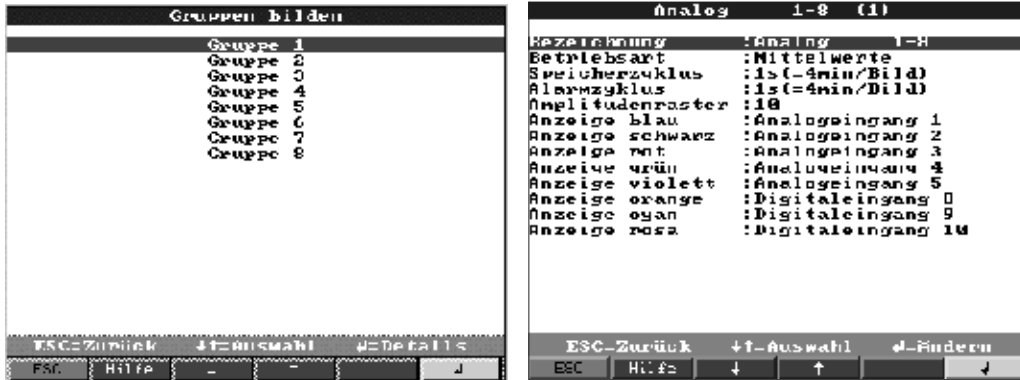 Gruppen bilden
Gruppe 1
Gruppe 2
Gruppe 3
Gruppe 4
Gruppe 5
Gruppe 6
Gruppe 7
Gruppe 8
ESC=Zurück ↓↑=Auswahl ↵=Details
ESC Hilfe ↵
Analog 1-8 (1)
Bezeichnung :Analog 1-8
Betriebsart :Mittelwerte
Speicherzyklus :1s(=4min/Bild)
Alarmzyklus :1s(=4min/Bild)
Amplitudenraster :10
Anzeige blau :Analogeingang 1
Anzeige schwarz :Analogeingang 2
Anzeige rot :Analogeingang 3
Anzeige grün :Analogeingang 4
Anzeige violett :Analogeingang 5
Anzeige orange :Digitaleingang
Anzeige cyan :Digitaleingang 9
Anzeige rosa :Digitaleingang 10
ESC=Zurück ↓↑=Auswahl ↵=Ändern
ESC Hilfe ↓ ↑ ↵